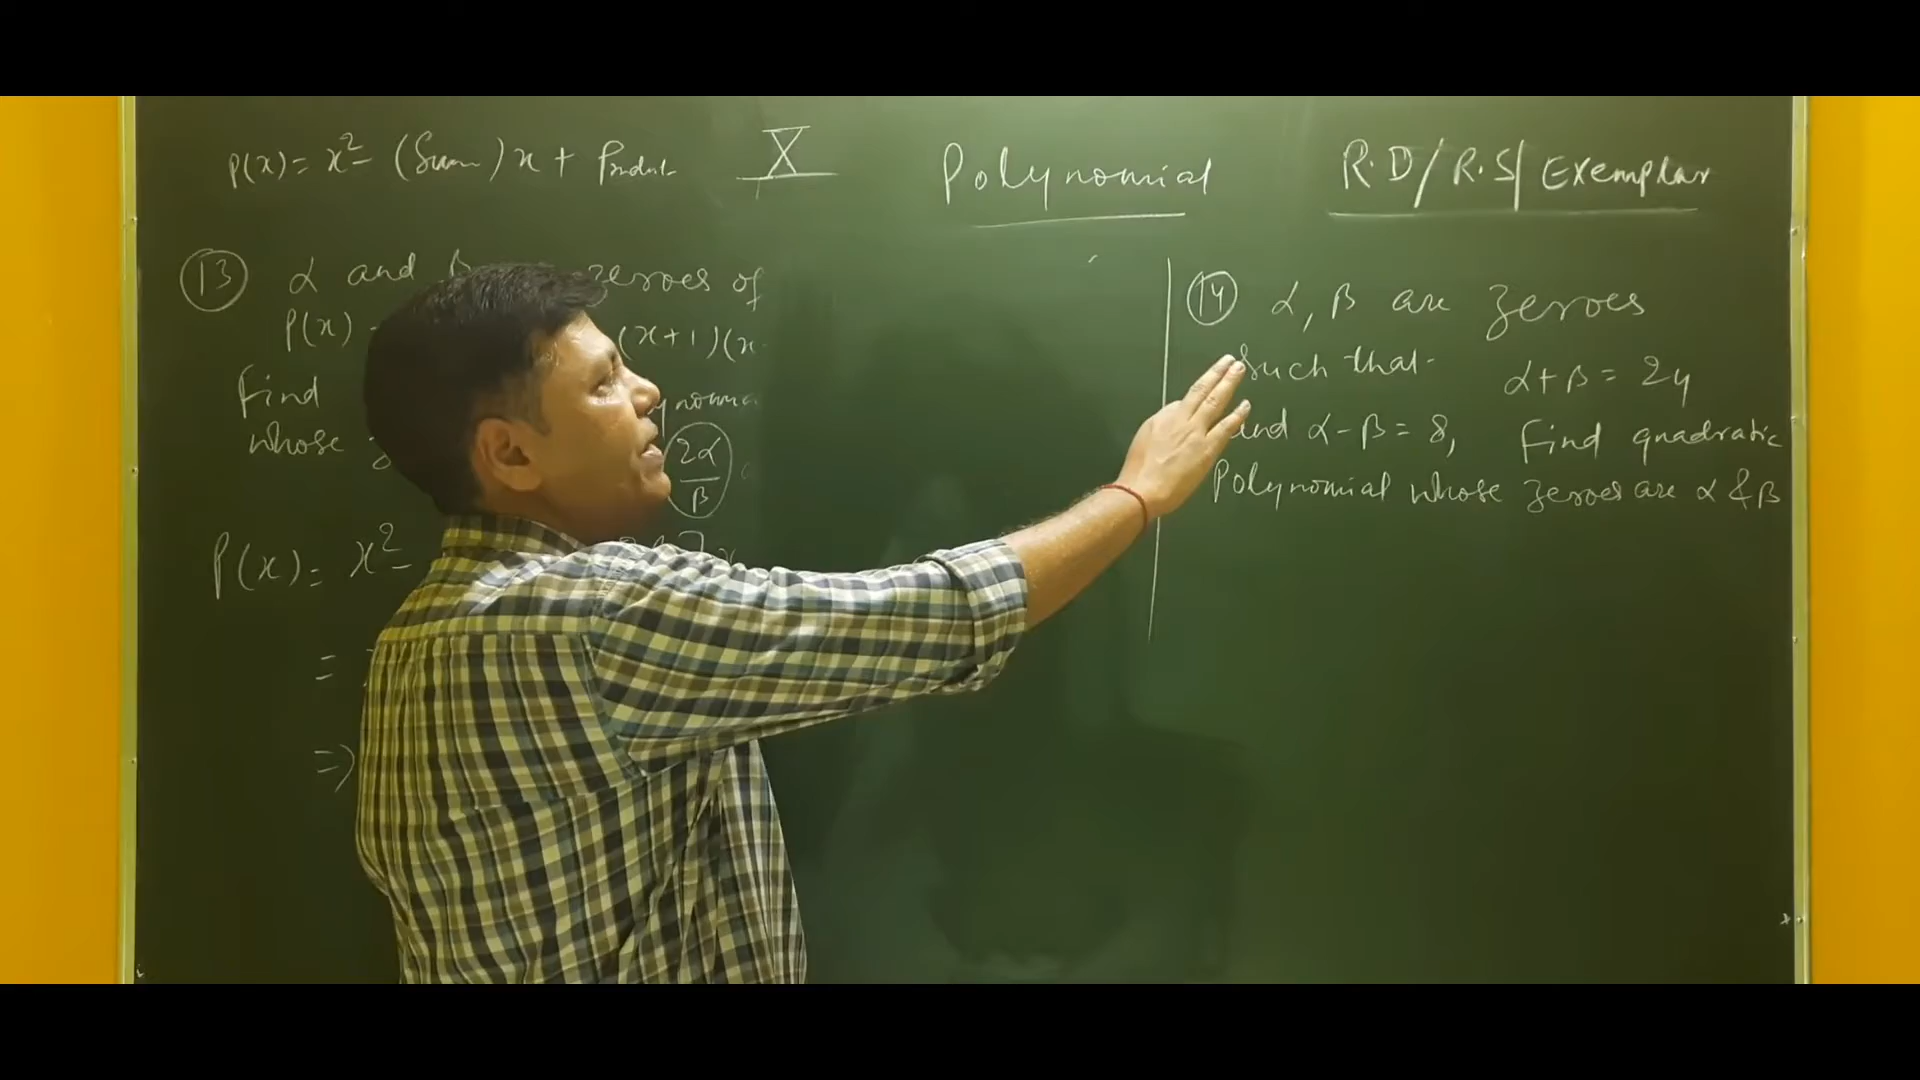 P(x) = x² - (Sum) x + Product
X
Polynomial
R.D/R.S/Exemplar
13 α and β zeroes of
P(x) (x+1)(x-
Find
whose 2α/β
P(x) = x² -
=
⇒
14 α, β are zeroes
Such that α+β = 24
and α-β = 8, Find quadratic
Polynomial whose zeroes are α & β